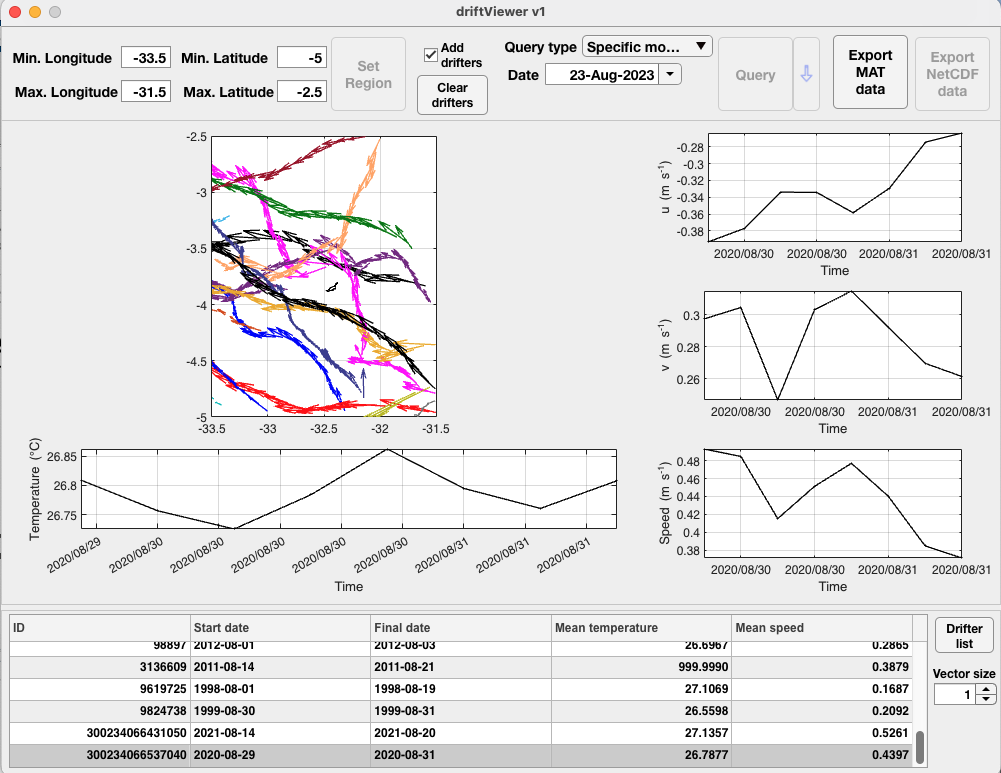 driftViewer v1
Min. Longitude -33.5 Min. Latitude -5
Max. Longitude -31.5 Max. Latitude -2.5
Set
Region
Add
drifters
Clear
drifters
Query type Specific mo...
Date 23-Aug-2023
Query
Export
MAT
data
Export
NetCDF
data
-2.5
-3
-3.5
-4
-4.5
-5
-33.5 -33 -32.5 -32 -31.5
-0.28
-0.3
-0.32
-0.34
-0.36
-0.38
u (m s⁻¹)
2020/08/30 2020/08/30 2020/08/31 2020/08/31
Time
0.3
0.28
0.26
v (m s⁻¹)
2020/08/30 2020/08/30 2020/08/31 2020/08/31
Time
Temperature (°C)
26.85
26.8
26.75
2020/08/29 2020/08/30 2020/08/30 2020/08/30 2020/08/30 2020/08/30 2020/08/31 2020/08/31 2020/08/31
Time
0.48
0.46
0.44
0.42
0.4
0.38
Speed (m s⁻¹)
2020/08/30 2020/08/30 2020/08/31 2020/08/31
Time
ID Start date Final date Mean temperature Mean speed
98897 2012-08-01 2012-08-03 26.6967 0.2865
3136609 2011-08-14 2011-08-21 999.9990 0.3879
9619725 1998-08-01 1998-08-19 27.1069 0.1687
9824738 1999-08-30 1999-08-31 26.5598 0.2092
300234066431050 2021-08-14 2021-08-20 27.1357 0.5261
300234066537040 2020-08-29 2020-08-31 26.7877 0.4397
Drifter
list
Vector size
1